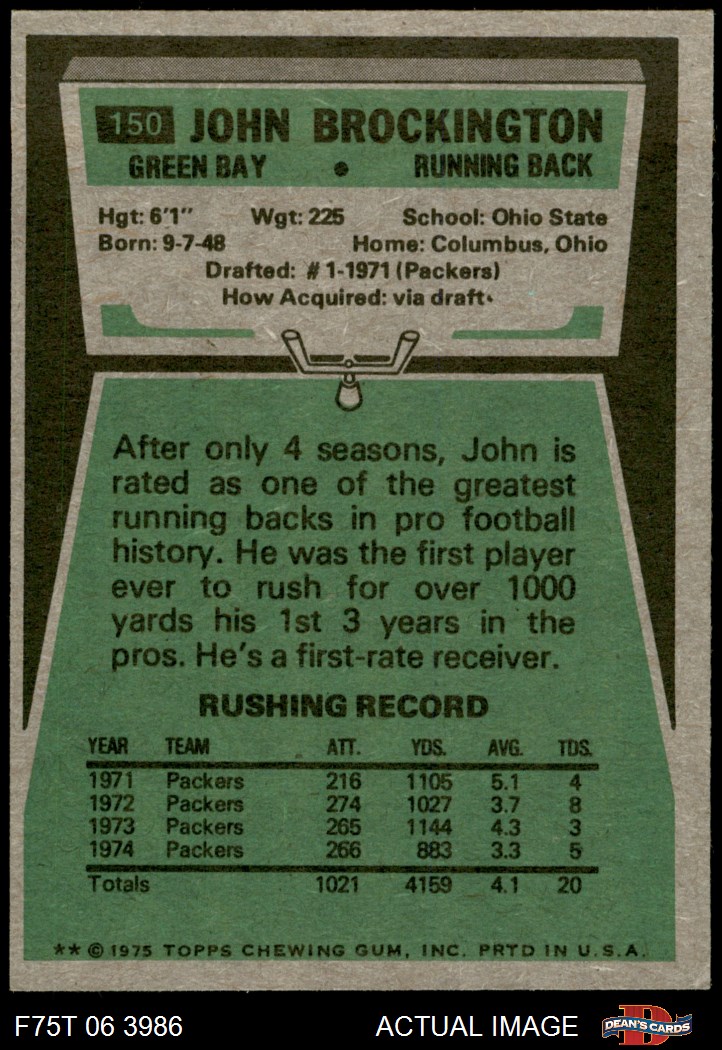 150 JOHN BROCKINGTON
GREEN BAY • RUNNING BACK
Hgt: 6'1" Wgt: 225 School: Ohio State
Born: 9-7-48 Home: Columbus, Ohio
Drafted: #1-1971 (Packers)
How Acquired: via draft
After only 4 seasons, John is
rated as one of the greatest
running backs in pro football
history. He was the first player
ever to rush for over 1000
yards his 1st 3 years in the
pros. He's a first-rate receiver.
RUSHING RECORD
YEAR TEAM ATT. YDS. AVG. TDS.
1971 Packers 216 1105 5.1 4
1972 Packers 274 1027 3.7 8
1973 Packers 265 1144 4.3 3
1974 Packers 266 883 3.3 5
Totals 1021 4159 4.1 20
** © 1975 TOPPS CHEWING GUM, INC. PRTD IN U.S.A.
F75T 06 3986 ACTUAL IMAGE D DEAN'S CARDS